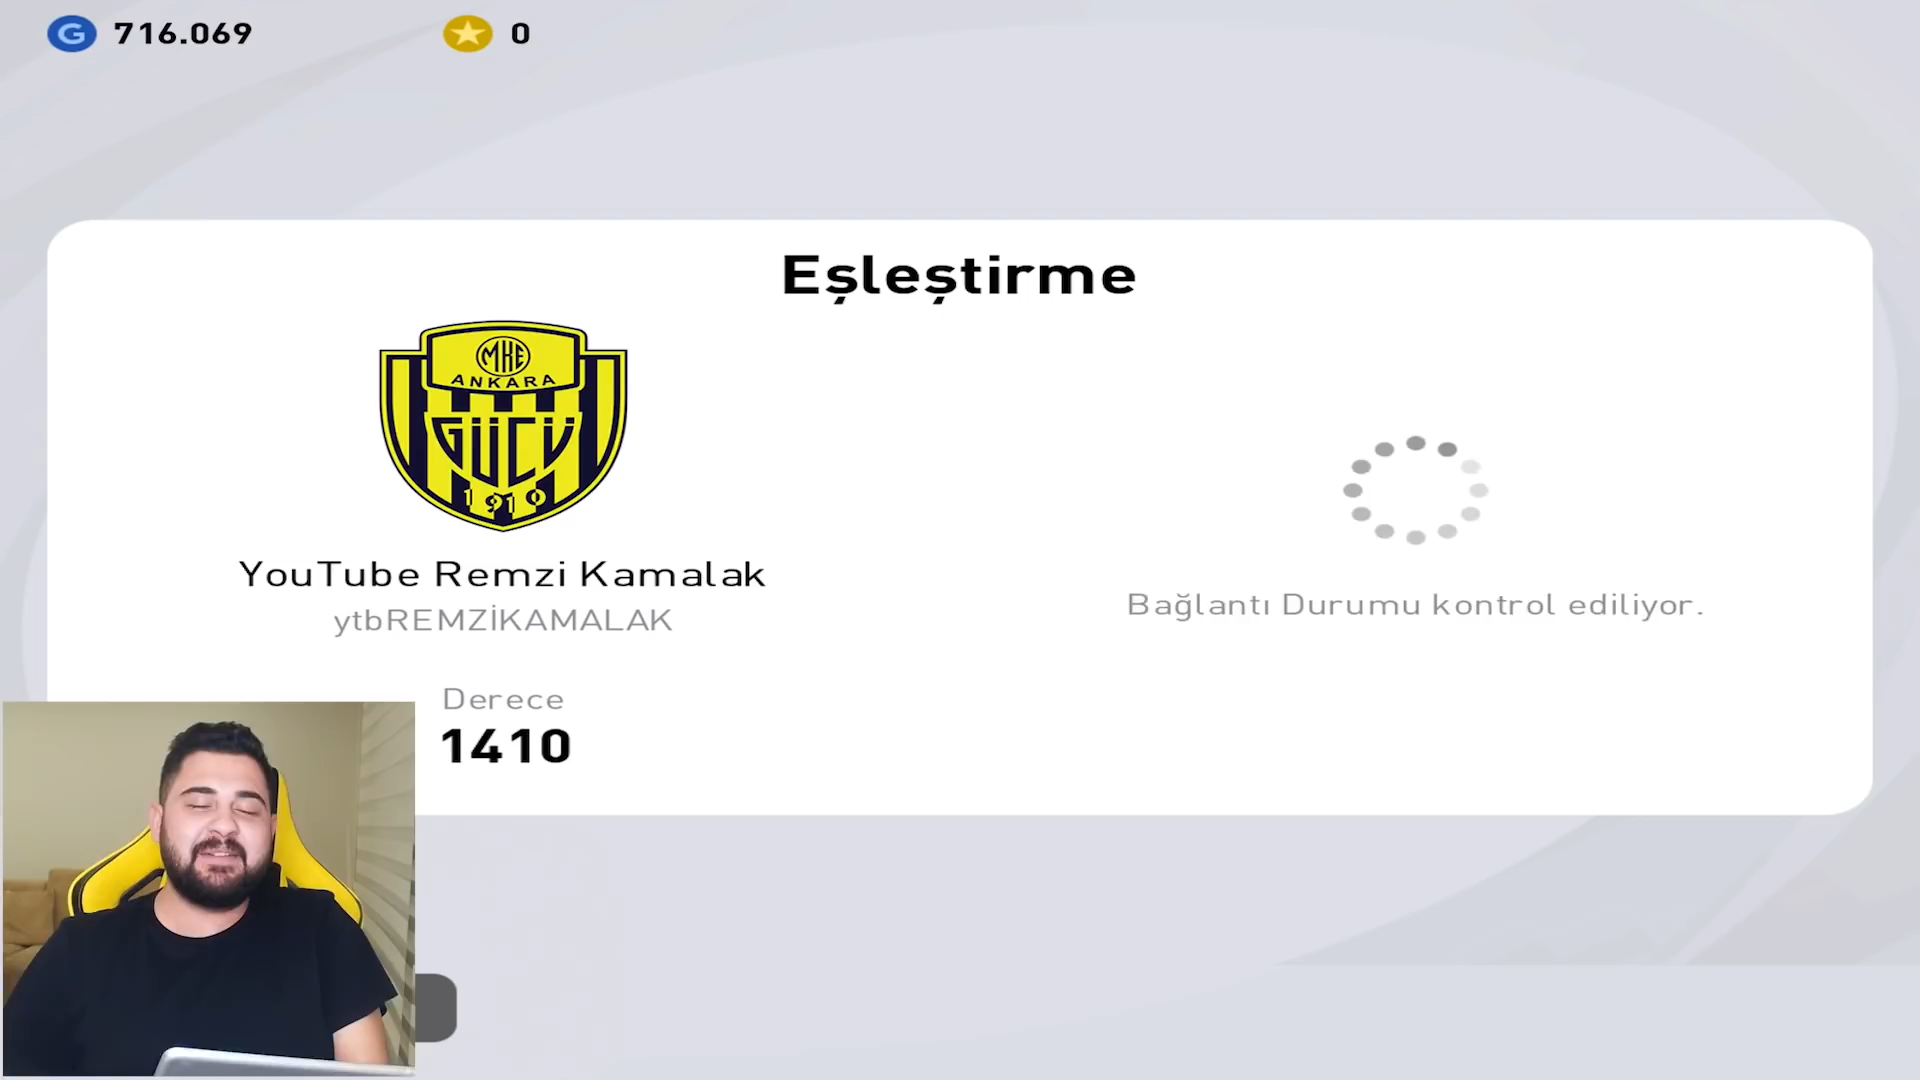 G 716.069
0
Eşleştirme
MKE
ANKARA
GÜCÜ
1910
YouTube Remzi Kamalak
ytbREMZİKAMALAK
Bağlantı Durumu kontrol ediliyor.
Derece
1410